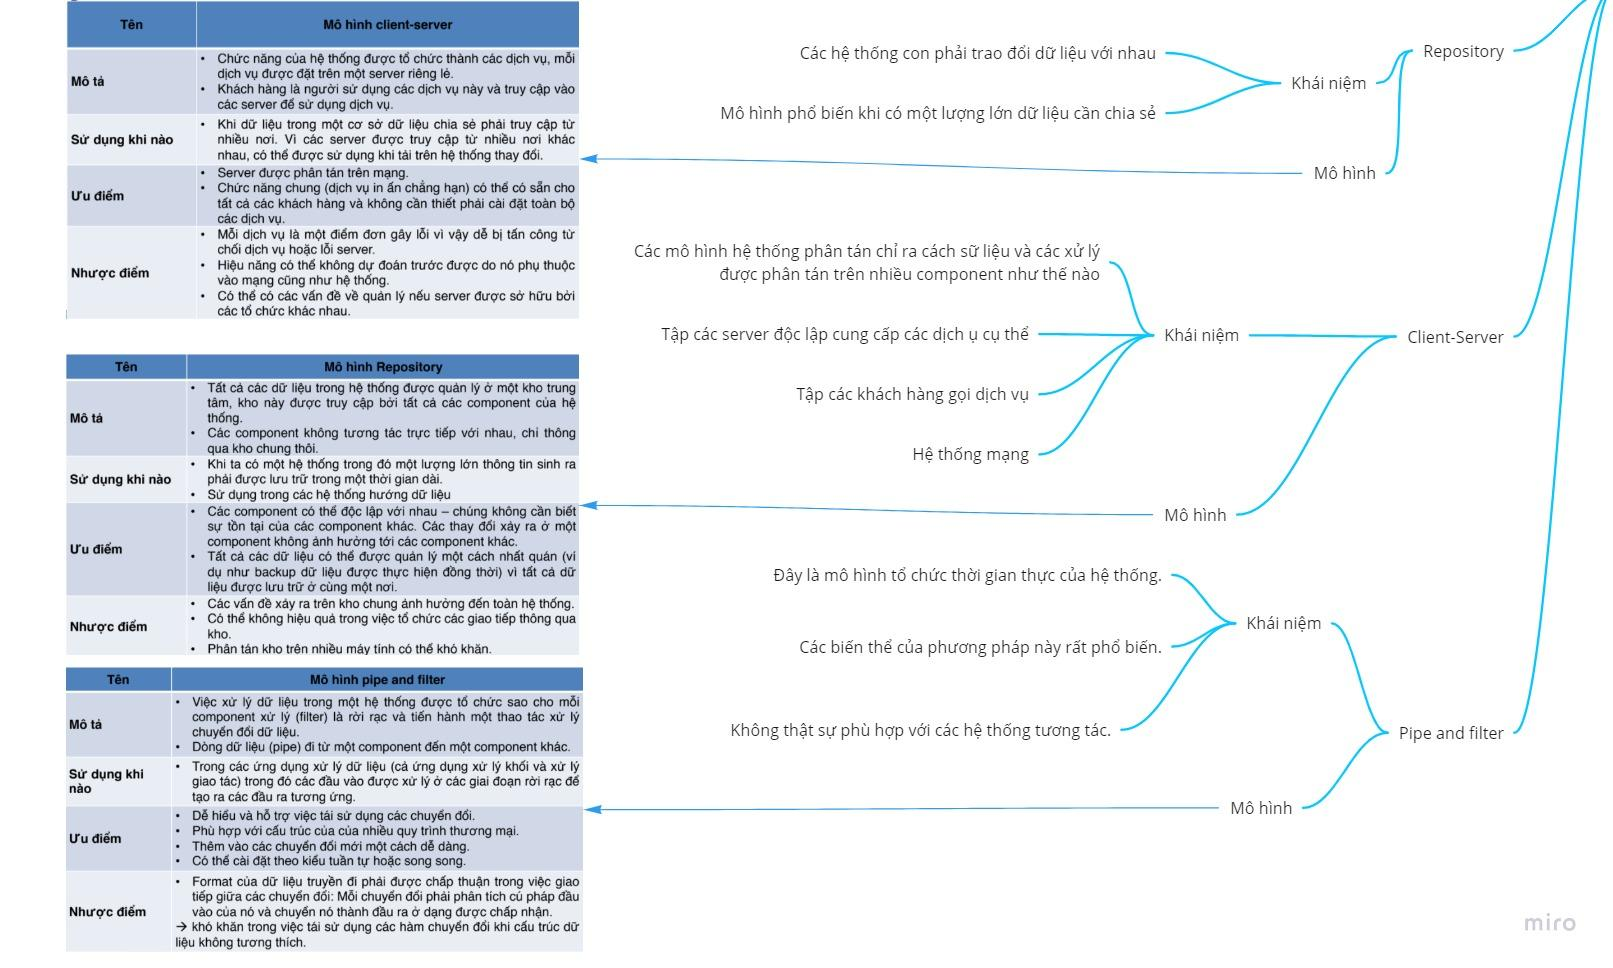 Tên
Mô hình client-server
Mô tả
• Chức năng của hệ thống được tổ chức thành các dịch vụ, mỗi
dịch vụ được đặt trên một server riêng lẻ.
• Khách hàng là người sử dụng các dịch vụ này và truy cập vào
các server để sử dụng dịch vụ.
Sử dụng khi nào
• Khi dữ liệu trong một cơ sở dữ liệu chia sẻ phải truy cập từ
nhiều nơi. Vì các server được truy cập từ nhiều nơi khác
nhau, có thể được sử dụng khi tải trên hệ thống thay đổi.
Ưu điểm
• Server được phân tán trên mạng.
• Chức năng chung (dịch vụ in ấn chẳng hạn) có thể có sẵn cho
tất cả các khách hàng và không cần thiết phải cài đặt toàn bộ
các dịch vụ.
Nhược điểm
• Mỗi dịch vụ là một điểm đơn gây lỗi vì vậy dễ bị tấn công từ
chối dịch vụ hoặc lỗi server.
• Hiệu năng có thể không dự đoán trước được do nó phụ thuộc
vào mạng cũng như hệ thống.
• Có thể có các vấn đề về quản lý nếu server được sở hữu bởi
các tổ chức khác nhau.
Tên
Mô hình Repository
Mô tả
• Tất cả các dữ liệu trong hệ thống được quản lý ở một kho trung
tâm, kho này được truy cập bởi tất cả các component của hệ
thống.
• Các component không tương tác trực tiếp với nhau, chỉ thông
qua kho chung thôi.
Sử dụng khi nào
• Khi ta có một hệ thống trong đó một lượng lớn thông tin sinh ra
phải được lưu trữ trong một thời gian dài.
• Sử dụng trong các hệ thống hướng dữ liệu
Ưu điểm
• Các component có thể độc lập với nhau – chúng không cần biết
sự tồn tại của các component khác. Các thay đổi xảy ra ở một
component không ảnh hưởng tới các component khác.
• Tất cả các dữ liệu có thể được quản lý một cách nhất quán (ví
dụ như backup dữ liệu được thực hiện đồng thời) vì tất cả dữ
liệu được lưu trữ ở cùng một nơi.
Nhược điểm
• Các vấn đề xảy ra trên kho chung ảnh hưởng đến toàn hệ thống.
• Có thể không hiệu quả trong việc tổ chức các giao tiếp thông qua
kho.
• Phân tán kho trên nhiều máy tính có thể khó khăn.
Tên
Mô hình pipe and filter
Mô tả
• Việc xử lý dữ liệu trong một hệ thống được tổ chức sao cho mỗi
component xử lý (filter) là rời rạc và tiến hành một thao tác xử lý
chuyển đổi dữ liệu.
• Dòng dữ liệu (pipe) đi từ một component đến một component khác.
Sử dụng khi
nào
• Trong các ứng dụng xử lý dữ liệu (cả ứng dụng xử lý khối và xử lý
giao tác) trong đó các đầu vào được xử lý ở các giai đoạn rời rạc để
tạo ra các đầu ra tương ứng.
Ưu điểm
• Dễ hiểu và hỗ trợ việc tái sử dụng các chuyển đổi.
• Phù hợp với cấu trúc của của nhiều quy trình thương mại.
• Thêm vào các chuyển đổi mới một cách dễ dàng.
• Có thể cài đặt theo kiểu tuần tự hoặc song song.
Nhược điểm
• Format của dữ liệu truyền đi phải được chấp thuận trong việc giao
tiếp giữa các chuyển đổi: Mỗi chuyển đổi phải phân tích cú pháp đầu
vào của nó và chuyển nó thành đầu ra ở dạng được chấp nhận.
→ khó khăn trong việc tái sử dụng các hàm chuyển đổi khi cấu trúc dữ
liệu không tương thích.
Các hệ thống con phải trao đổi dữ liệu với nhau
Mô hình phổ biến khi có một lượng lớn dữ liệu cần chia sẻ
Khái niệm
Mô hình
Repository
Các mô hình hệ thống phân tán chỉ ra cách sữ liệu và các xử lý
được phân tán trên nhiều component như thế nào
Tập các server độc lập cung cấp các dịch ụ cụ thể
Tập các khách hàng gọi dịch vụ
Hệ thống mạng
Khái niệm
Mô hình
Client-Server
Đây là mô hình tổ chức thời gian thực của hệ thống.
Các biến thể của phương pháp này rất phổ biến.
Không thật sự phù hợp với các hệ thống tương tác.
Khái niệm
Mô hình
Pipe and filter
miro